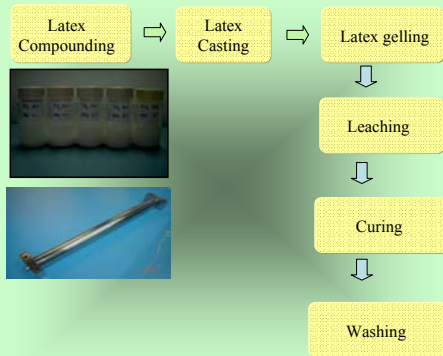 Latex
Compounding
Latex
Casting
Latex gelling
Leaching
Curing
Washing